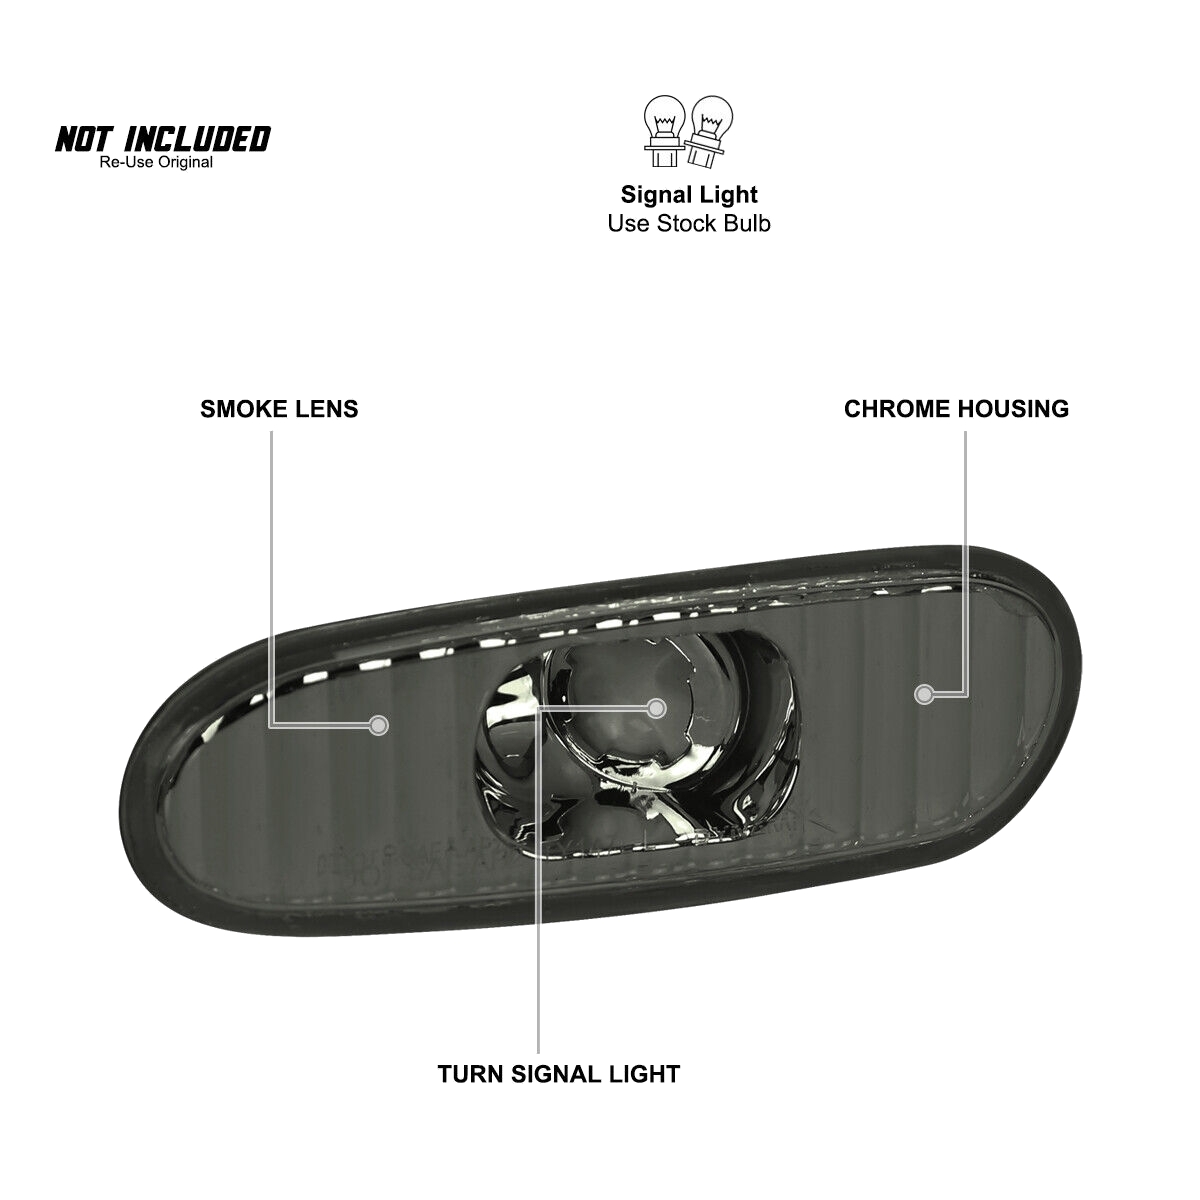 NOT INCLUDED
Re-Use Original
Signal Light
Use Stock Bulb
SMOKE LENS
CHROME HOUSING
TURN SIGNAL LIGHT